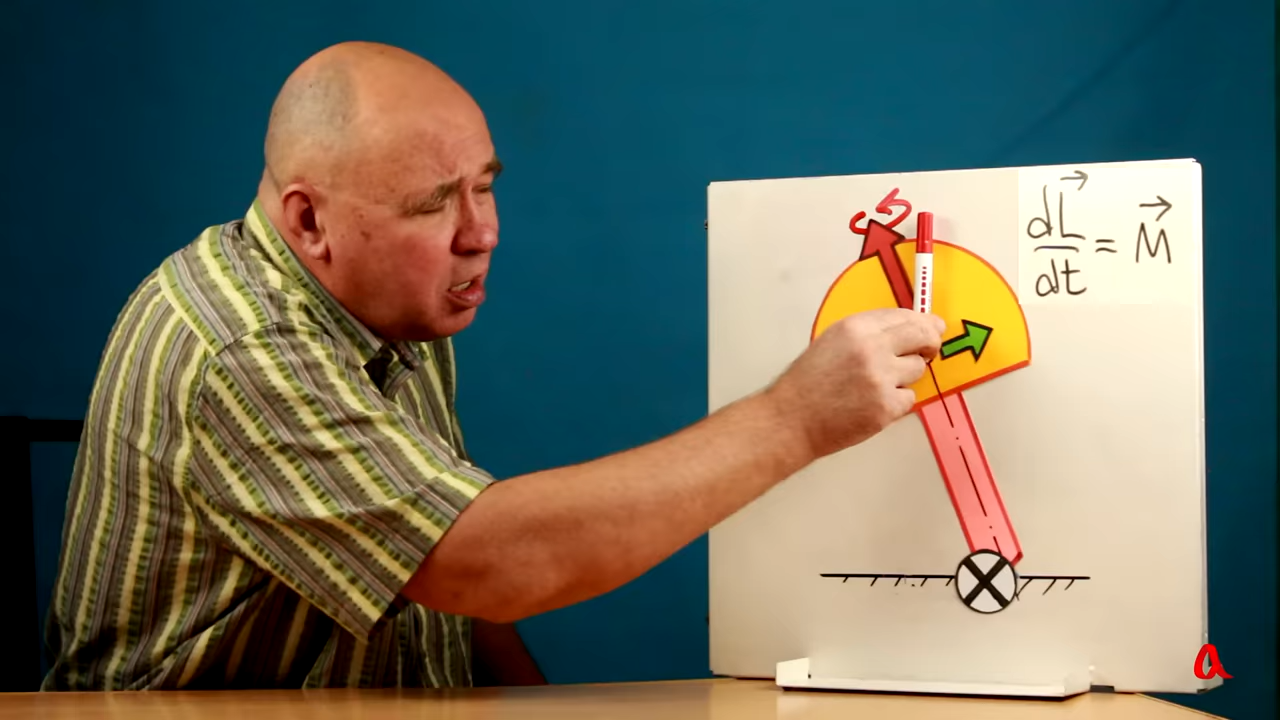 ω
dL/dt = M
a